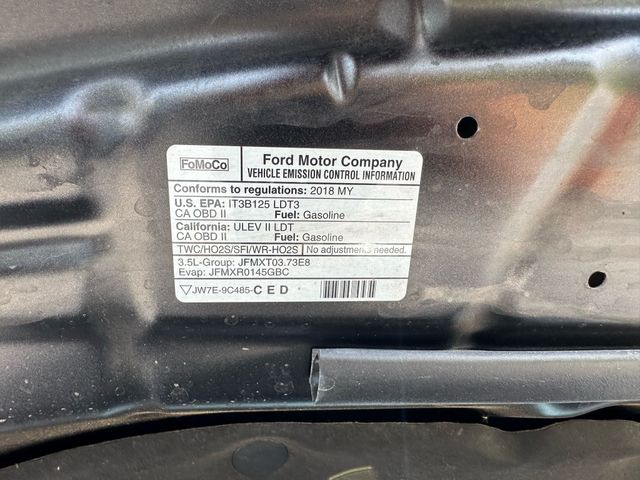 FoMoCo
Ford Motor Company
VEHICLE EMISSION CONTROL INFORMATION
Conforms to regulations: 2018 MY
U.S. EPA: IT3B125 LDT3
CA OBD II Fuel: Gasoline
California: ULEV II LDT
CA OBD II Fuel: Gasoline
TWC/HO2S/SFI/WR-HO2S No adjustments needed.
3.5L-Group: JFMXT03.73E8
Evap: JFMXR0145GBC
JW7E-9C485-CED